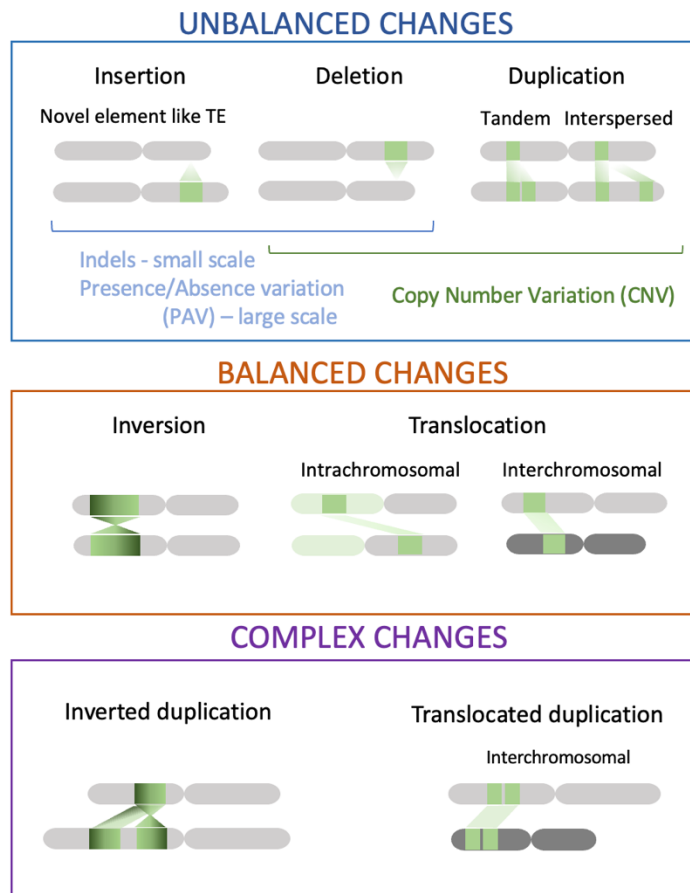 UNBALANCED CHANGES
Insertion
Deletion
Duplication
Novel element like TE
Tandem
Interspersed
Indels - small scale
Presence/Absence variation
(PAV) – large scale
Copy Number Variation (CNV)
BALANCED CHANGES
Inversion
Translocation
Intrachromosomal
Interchromosomal
COMPLEX CHANGES
Inverted duplication
Translocated duplication
Interchromosomal